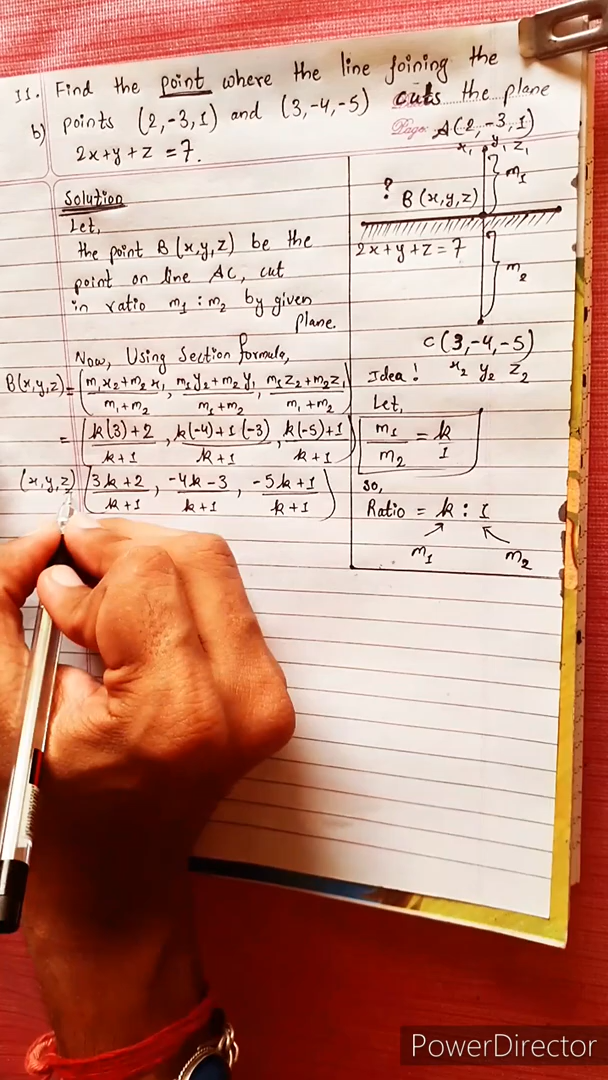 11. Find the point where the line joining the
b) points (2,-3,1) and (3,-4,-5) cuts the plane
2x+y+z=7.
Page:
A(2,-3,1)
x₁ y₁ z₁
m₁
? B(x,y,z)
2x+y+z=7
m₂
C(3,-4,-5)
x₂ y₂ z₂
Solution
Let,
the point B(x,y,z) be the
point on line AC, cut
in ratio m₁:m₂ by given
plane.
Now, Using Section formula,
B(x,y,z)=(m₁x₂+m₂x₁/m₁+m₂, m₁y₂+m₂y₁/m₁+m₂, m₁z₂+m₂z₁/m₁+m₂)
=(k(3)+2/k+1, k(-4)+1(-3)/k+1, k(-5)+1/k+1)
(x,y,z)(3k+2/k+1, -4k-3/k+1, -5k+1/k+1)
Idea!
Let,
m₁/m₂=k/1
so,
Ratio = k:1
m₁ m₂
PowerDirector